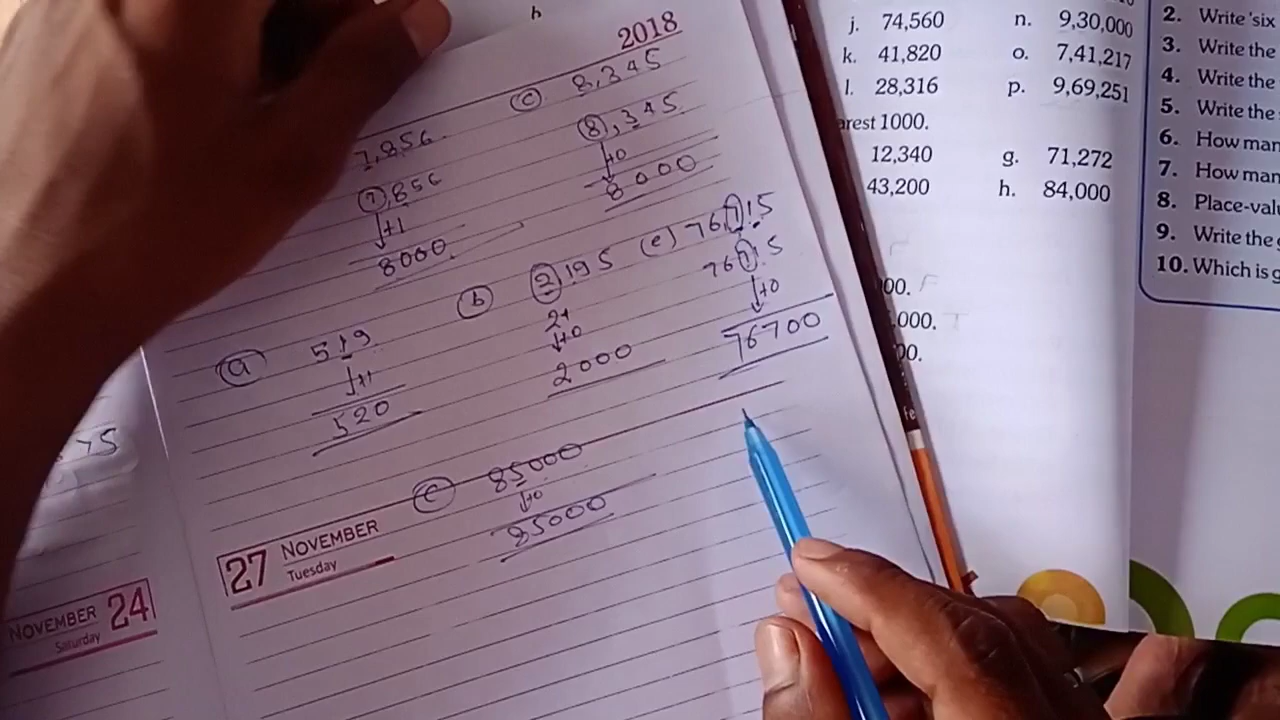 2018
7,856
(c) 8,345
(7),856
(8),345
↓+1
↓+0
8000
8000
(a) 519
(b) 2195
(e) 76
↓+1
↓+0
↓+0
520
2000
76700
(c) 85000
↓+0
85000
27 NOVEMBER
Tuesday
NOVEMBER 24
Saturday
j. 74,560 n. 9,30,000
k. 41,820 o. 7,41,217
l. 28,316 p. 9,69,251
arest 1000.
12,340 g. 71,272
43,200 h. 84,000
00.
,000.
00.
2. Write 'six
3. Write the
4. Write the
5. Write the
6. How man
7. How man
8. Place-valu
9. Write the g
10. Which is g